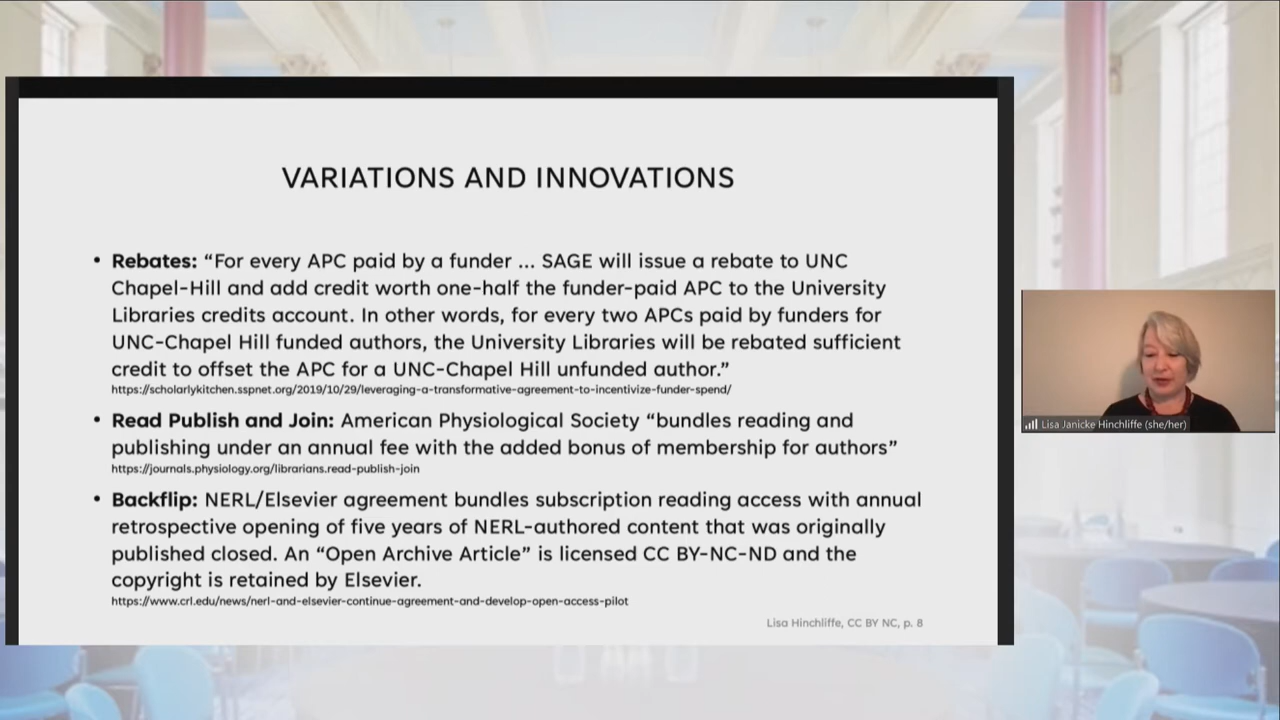 VARIATIONS AND INNOVATIONS
• Rebates: “For every APC paid by a funder ... SAGE will issue a rebate to UNC
Chapel-Hill and add credit worth one-half the funder-paid APC to the University
Libraries credits account. In other words, for every two APCs paid by funders for
UNC-Chapel Hill funded authors, the University Libraries will be rebated sufficient
credit to offset the APC for a UNC-Chapel Hill unfunded author.”
https://scholarlykitchen.sspnet.org/2019/10/29/leveraging-a-transformative-agreement-to-incentivize-funder-spend/
• Read Publish and Join: American Physiological Society “bundles reading and
publishing under an annual fee with the added bonus of membership for authors”
https://journals.physiology.org/librarians.read-publish-join
• Backflip: NERL/Elsevier agreement bundles subscription reading access with annual
retrospective opening of five years of NERL-authored content that was originally
published closed. An “Open Archive Article” is licensed CC BY-NC-ND and the
copyright is retained by Elsevier.
https://www.crl.edu/news/nerl-and-elsevier-continue-agreement-and-develop-open-access-pilot
Lisa Hinchliffe, CC BY NC, p. 8
Lisa Janicke Hinchliffe (she/her)